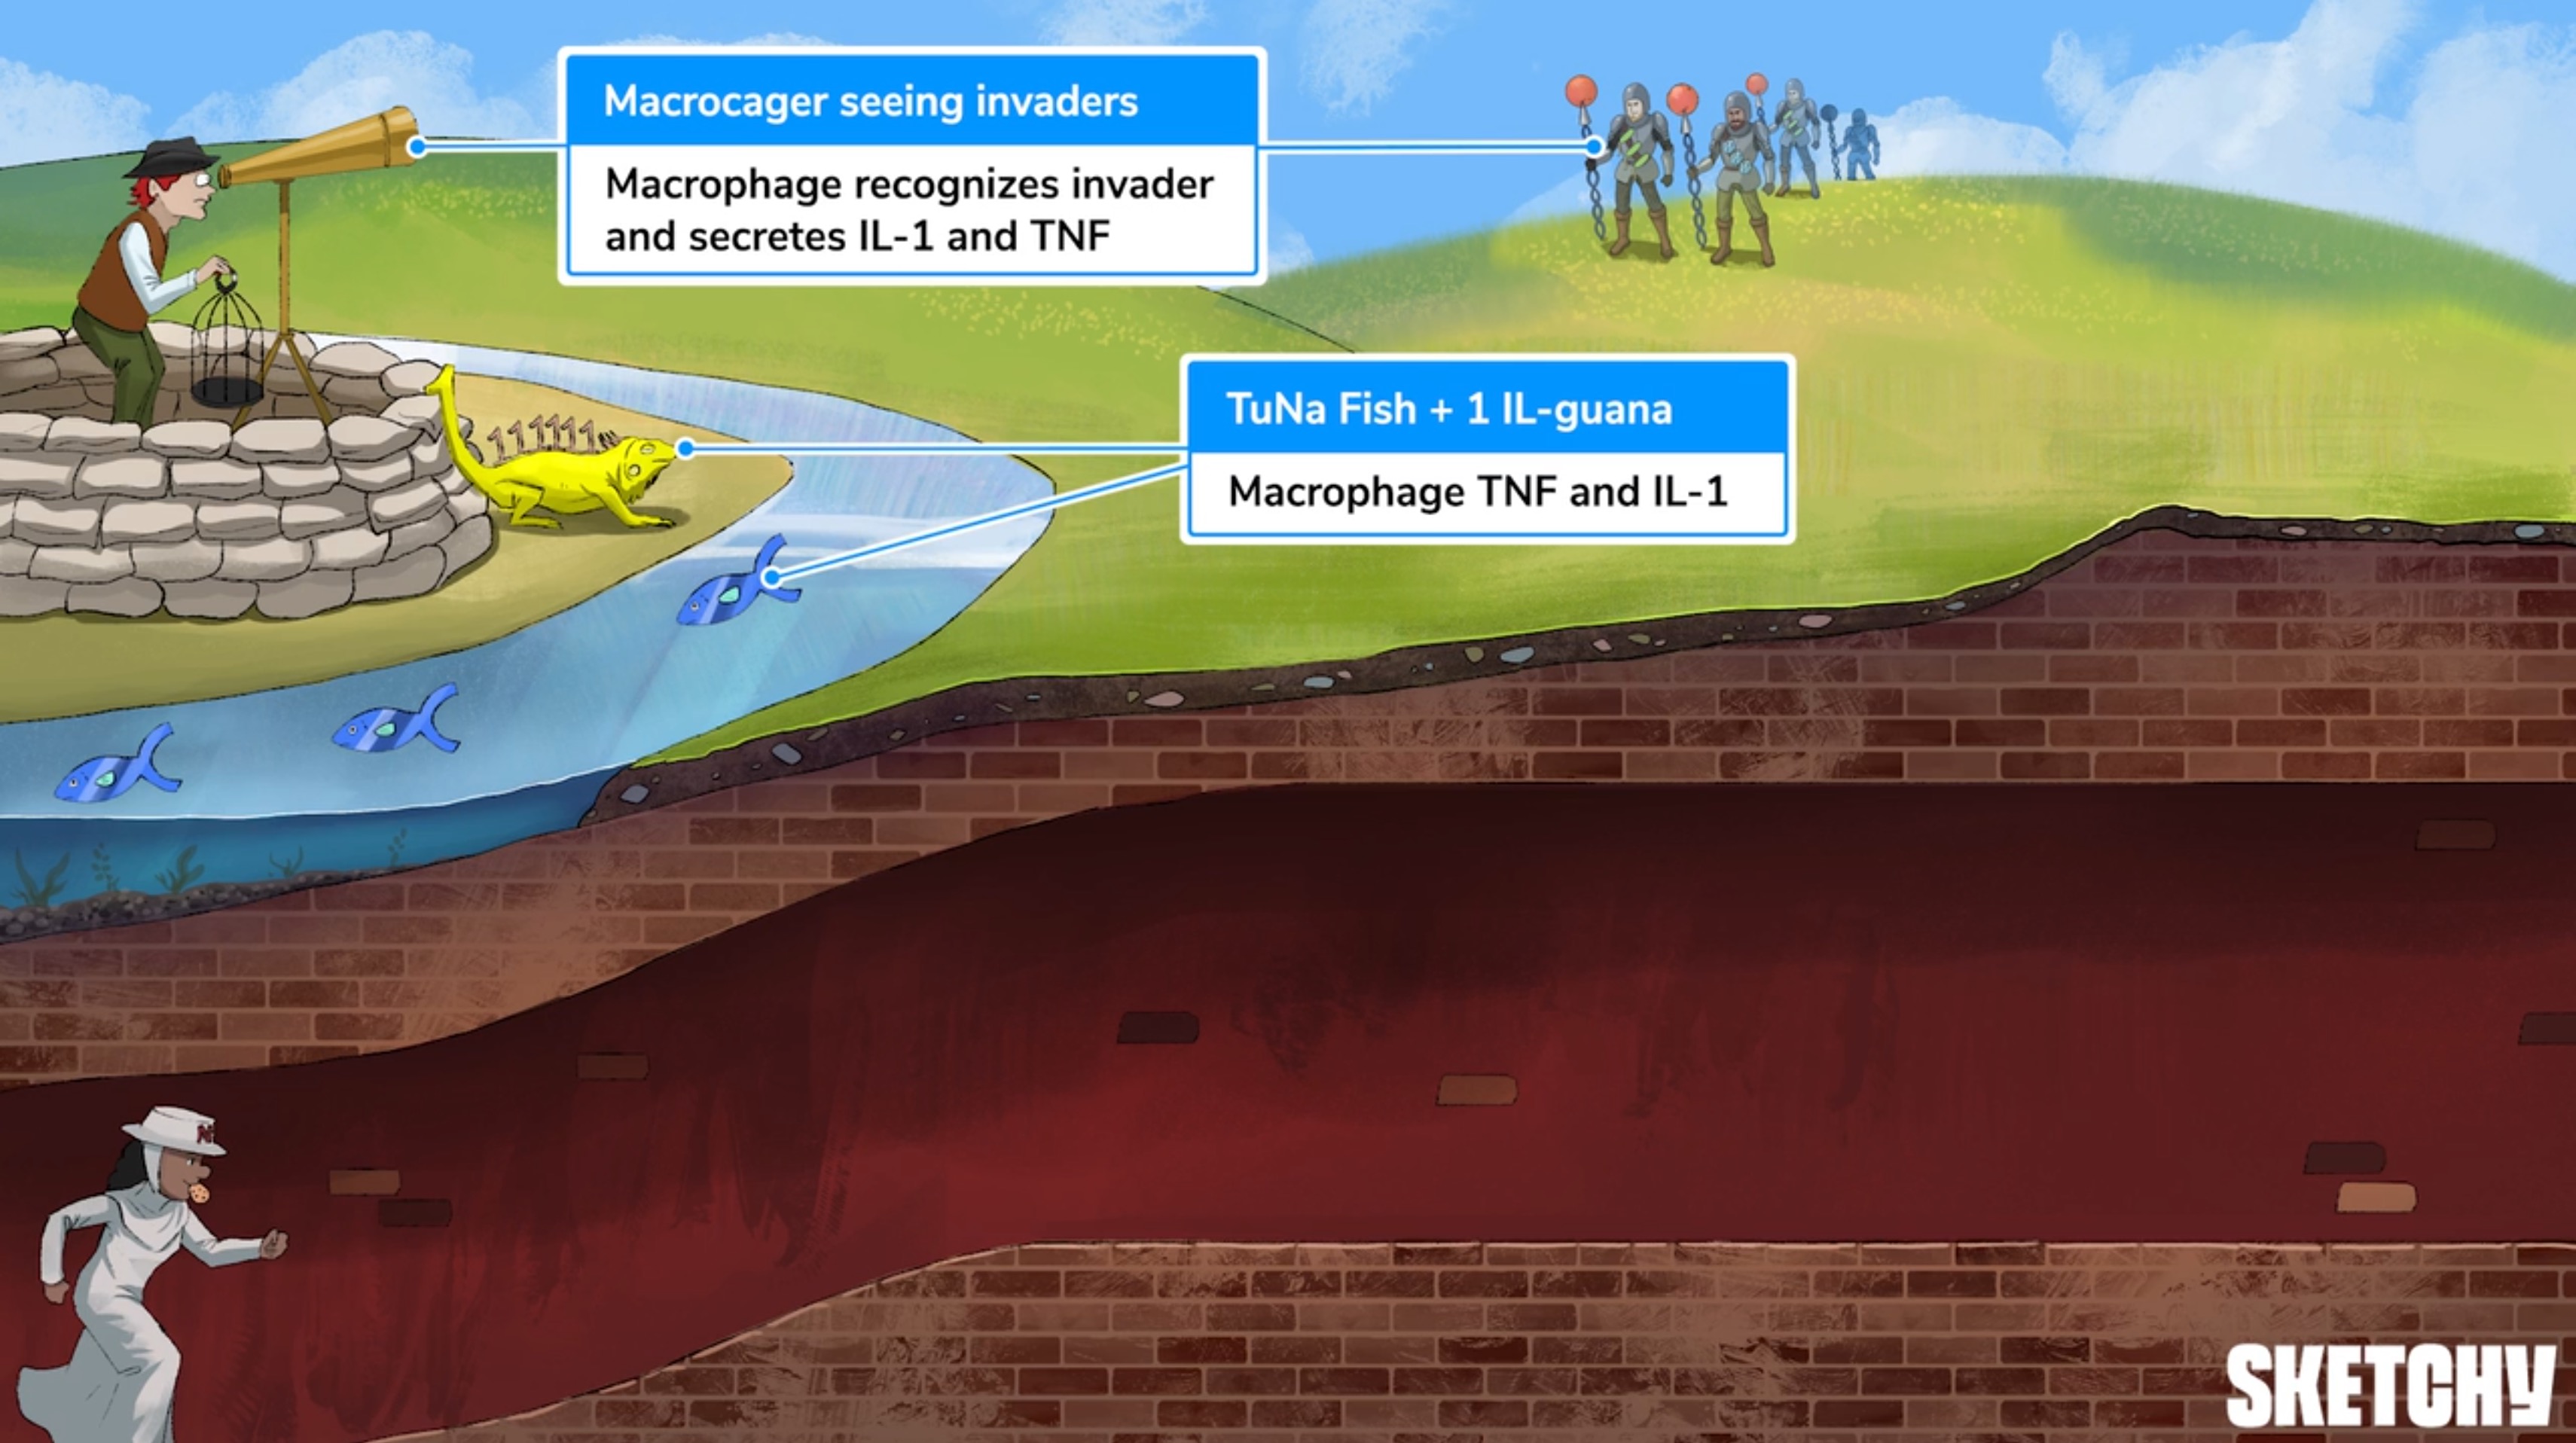 Macrocager seeing invaders
Macrophage recognizes invader
and secretes IL-1 and TNF
TuNa Fish + 1 IL-guana
Macrophage TNF and IL-1
111111
SKETCHY